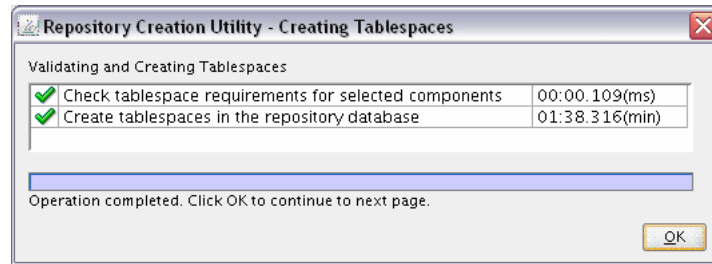 Repository Creation Utility - Creating Tablespaces
Validating and Creating Tablespaces
Check tablespace requirements for selected components 00:00.109(ms)
Create tablespaces in the repository database 01:38.316(min)
Operation completed. Click OK to continue to next page.
OK